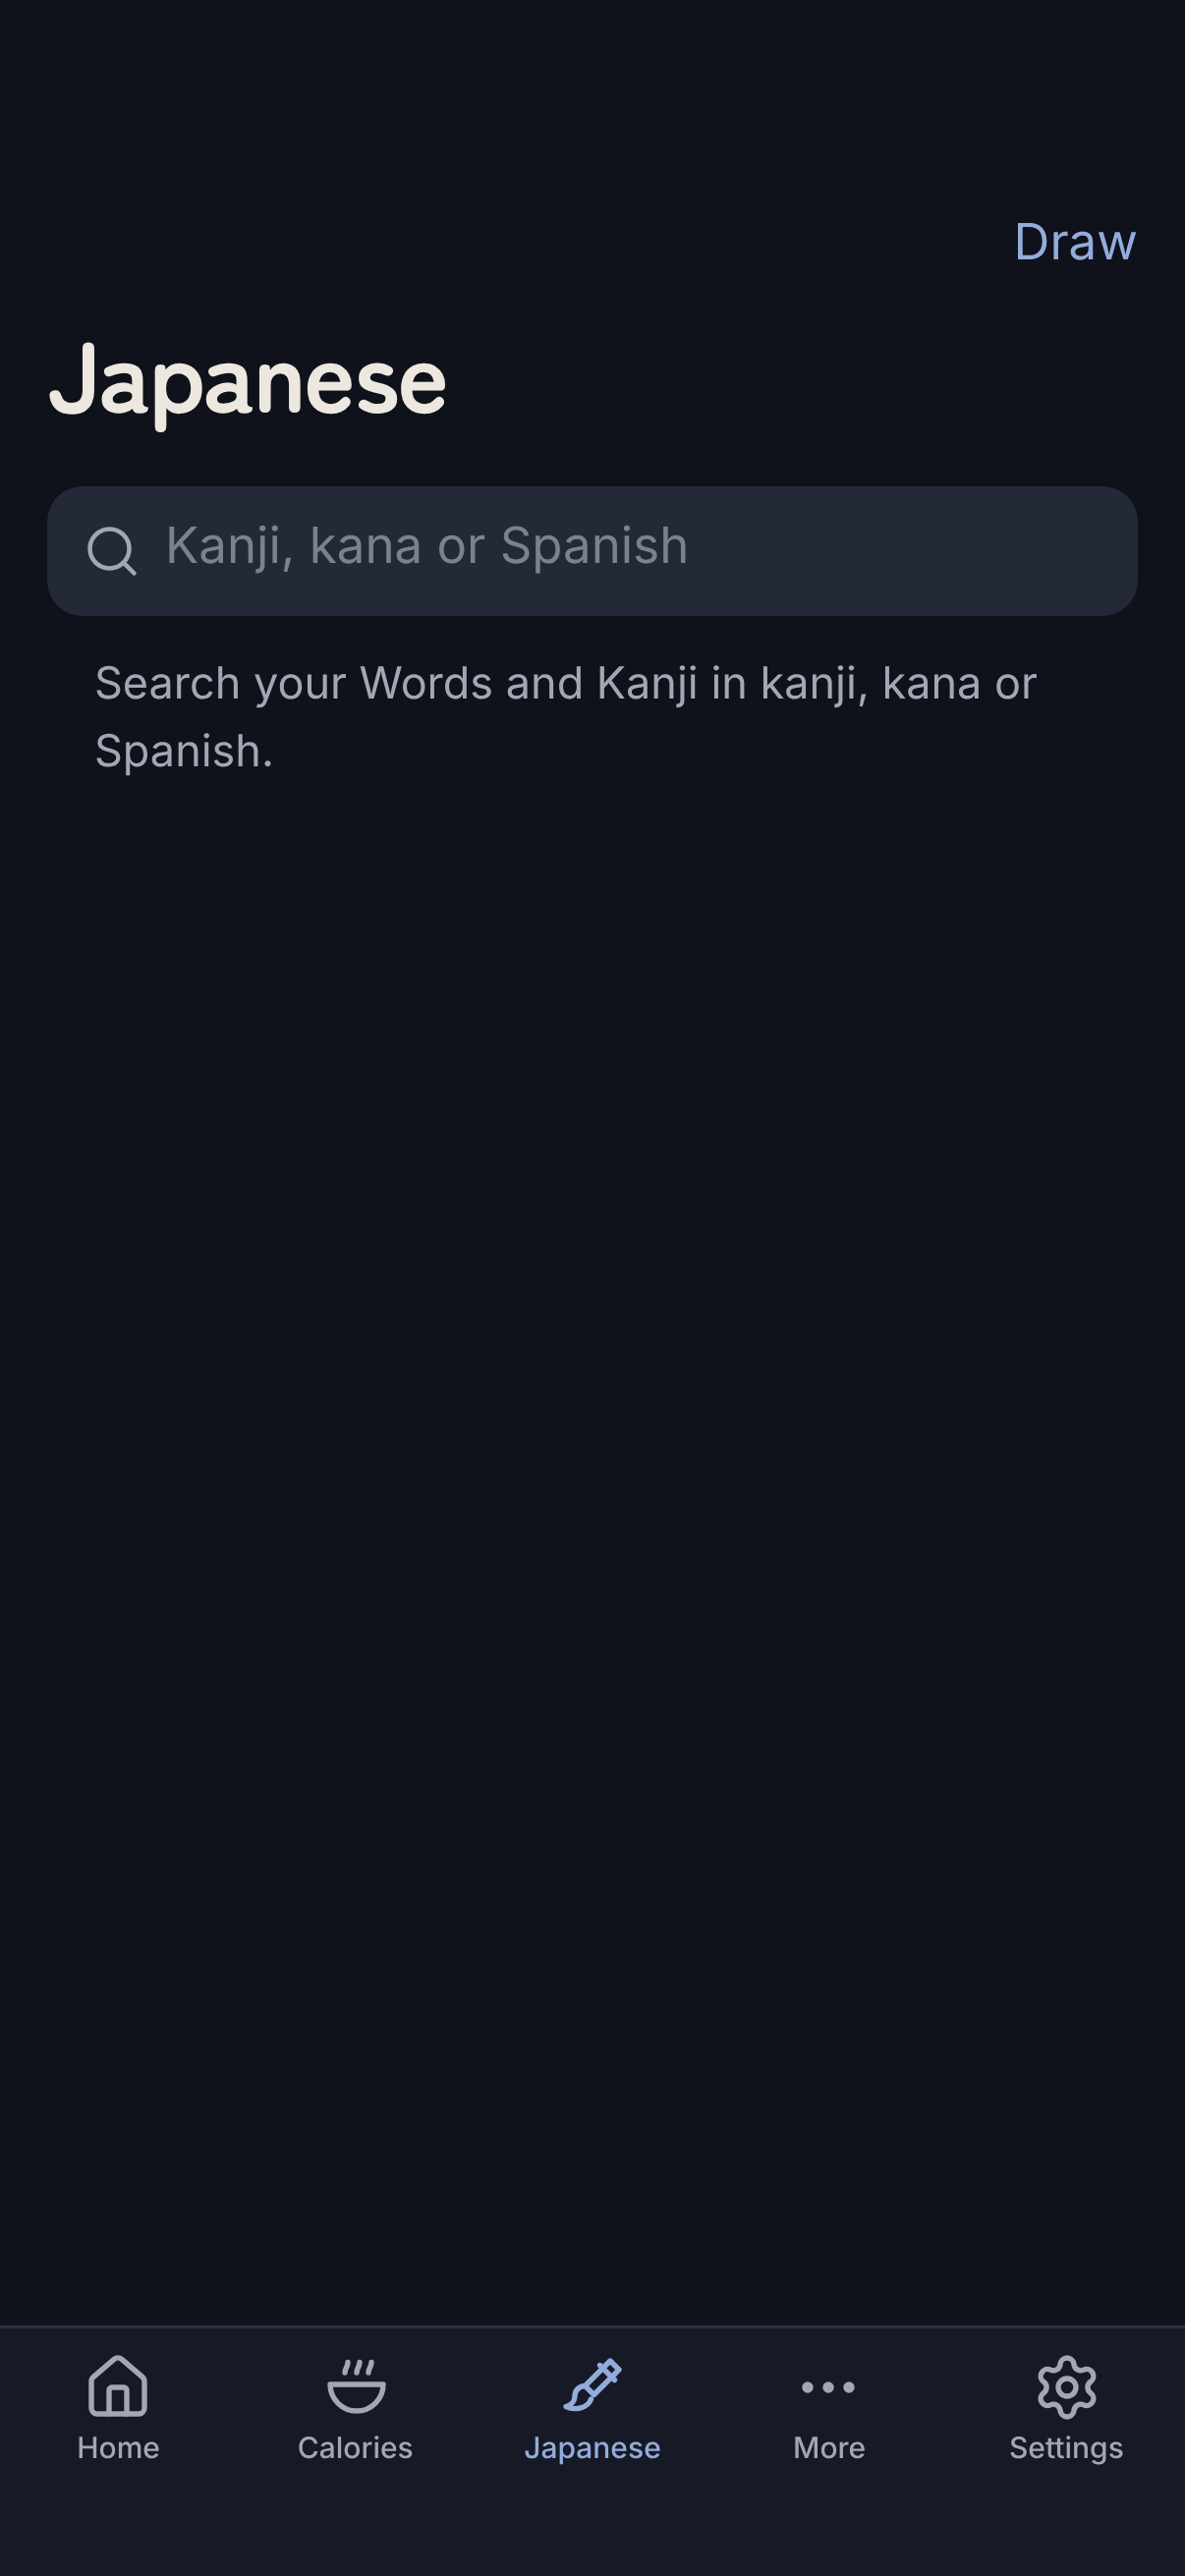 Draw
Japanese
Kanji, kana or Spanish
Search your Words and Kanji in kanji, kana or
Spanish.
Home
Calories
Japanese
More
Settings